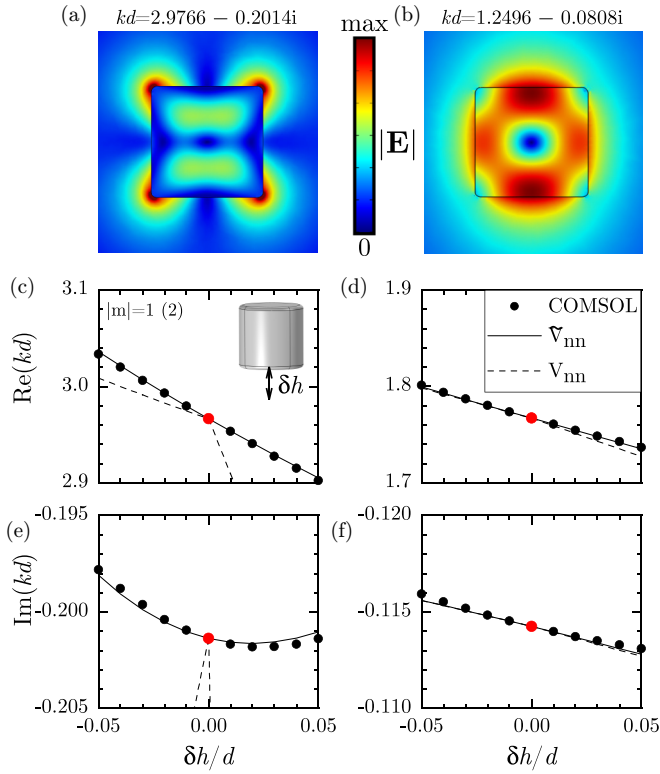 (a) kd=2.9766 − 0.2014i
(b) kd=1.2496 − 0.0808i
max
|E|
0
(c) (d)
3.1
3.0
2.9
Re(kd)
|m|=1 (2)
δh
1.9
1.8
1.7
COMSOL
Ṽnn
Vnn
(e) (f)
-0.195
-0.200
-0.205
Im(kd)
-0.120
-0.115
-0.110
-0.05 0.00 0.05
-0.05 0.00 0.05
δh/d δh/d